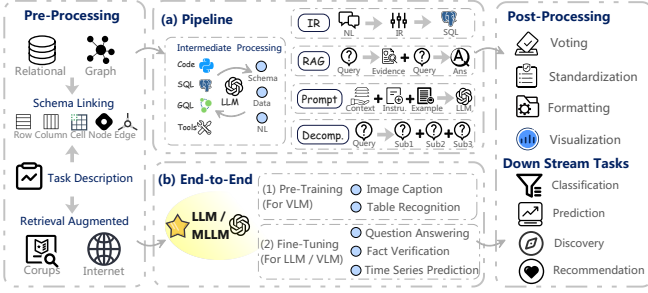 Pre-Processing
Relational
Graph
Schema Linking
Row Column Cell Node Edge
Task Description
Retrieval Augmented
Corups
Internet
(a) Pipeline
Intermediate Processing
Code
SQL
GQL
Tools
LLM
Schema
Data
NL
IR
NL
IR
SQL
RAG
Query
Evidence
Query
Ans
Prompt
Context
Instru.
Example
LLM
Decomp.
Query
Sub1
Sub2
Sub3
(b) End-to-End
LLM /
MLLM
(1) Pre-Training
(For VLM)
Image Caption
Table Recognition
(2) Fine-Tuning
(For LLM / VLM)
Question Answering
Fact Verification
Time Series Prediction
Post-Processing
Voting
Standardization
Formatting
Visualization
Down Stream Tasks
Classification
Prediction
Discovery
Recommendation